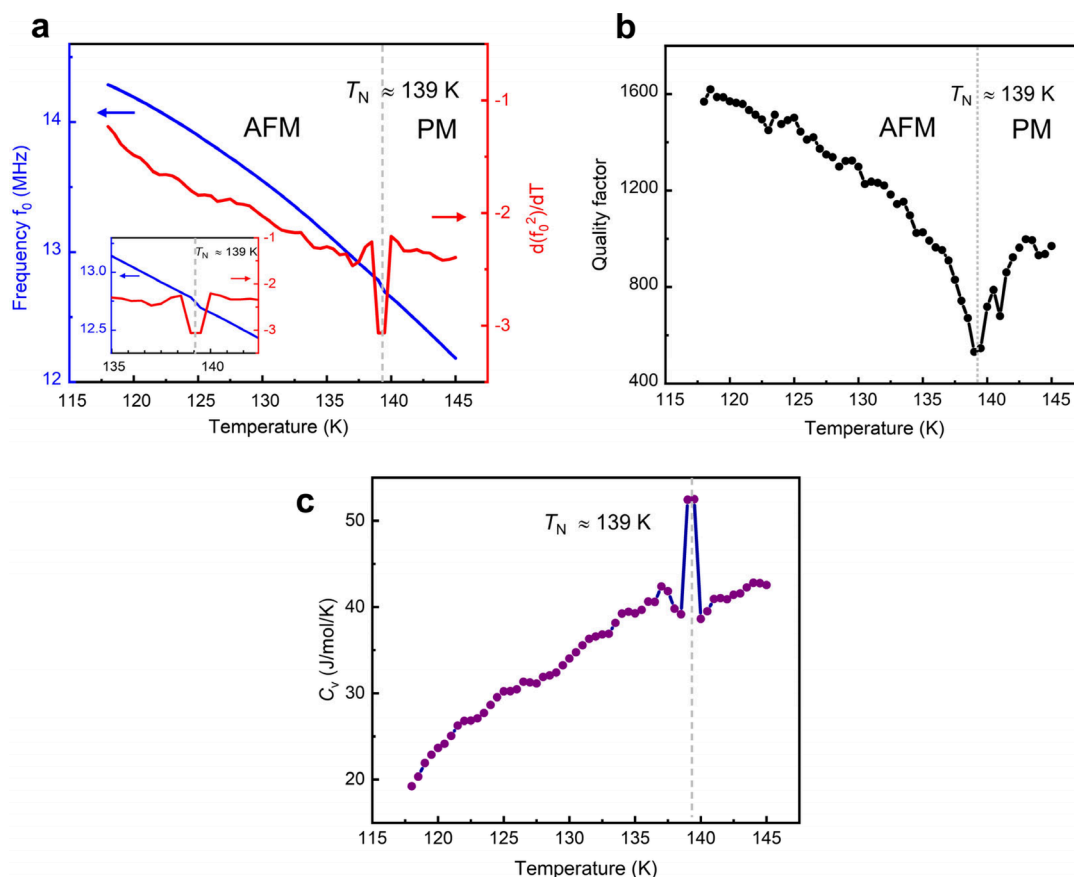 a
T_N ≈ 139 K
AFM
PM
Frequency f_0 (MHz)
14
13
12
d(f_0^2)/dT
-1
-2
-3
T_N ≈ 139 K
13.0
12.5
-1
-2
-3
135
140
115 120 125 130 135 140 145
Temperature (K)
b
T_N ≈ 139 K
AFM
PM
Quality factor
1600
1200
800
400
115 120 125 130 135 140 145
Temperature (K)
c
T_N ≈ 139 K
C_v (J/mol/K)
50
40
30
20
115 120 125 130 135 140 145
Temperature (K)